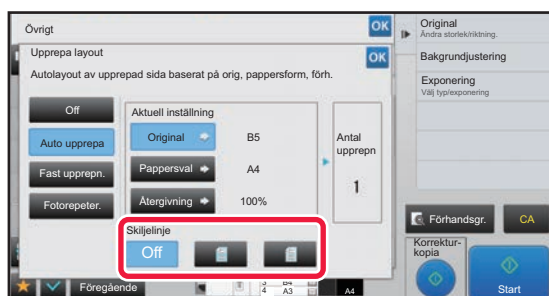 Övrigt
OK
Upprepa layout
OK
Autolayout av upprepad sida baserat på orig, pappersform, förh.
Off
Auto upprepa
Fast upprepn.
Fotorepeter.
Aktuell inställning
Original B5
Pappersval A4
Återgivning 100%
Antal
upprepn
1
Skiljelinje
Off
Original
Ändra storlek/riktning.
Bakgrundjustering
Exponering
Välj typ/exponering
Förhandsgr.
CA
Korrektur-
kopia
Start
Föregående
3 B4
4 A3
A4